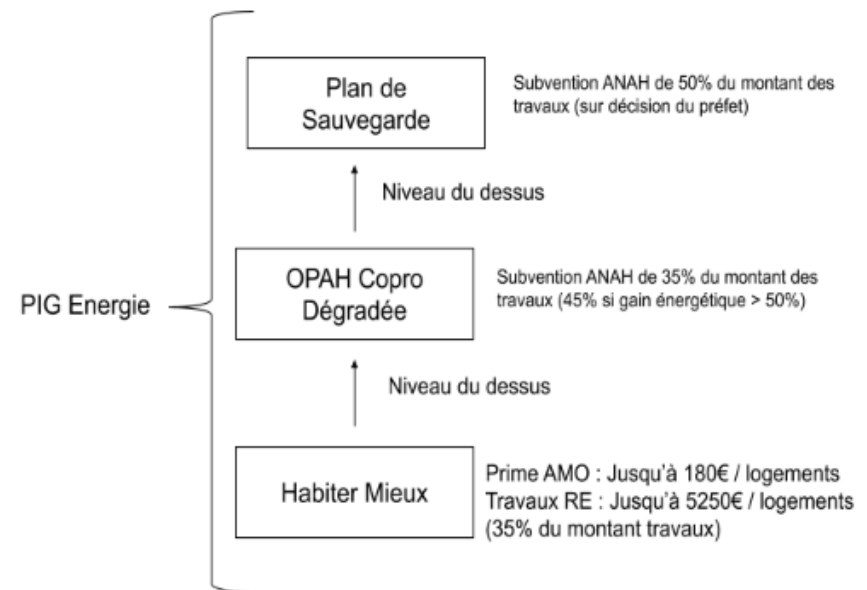 Plan de
Sauvegarde
Subvention ANAH de 50% du montant des
travaux (sur décision du préfet)
Niveau du dessus
PIG Energie
OPAH Copro
Dégradée
Subvention ANAH de 35% du montant des
travaux (45% si gain énergétique > 50%)
Niveau du dessus
Habiter Mieux
Prime AMO : Jusqu'à 180€ / logements
Travaux RE : Jusqu'à 5250€ / logements
(35% du montant travaux)